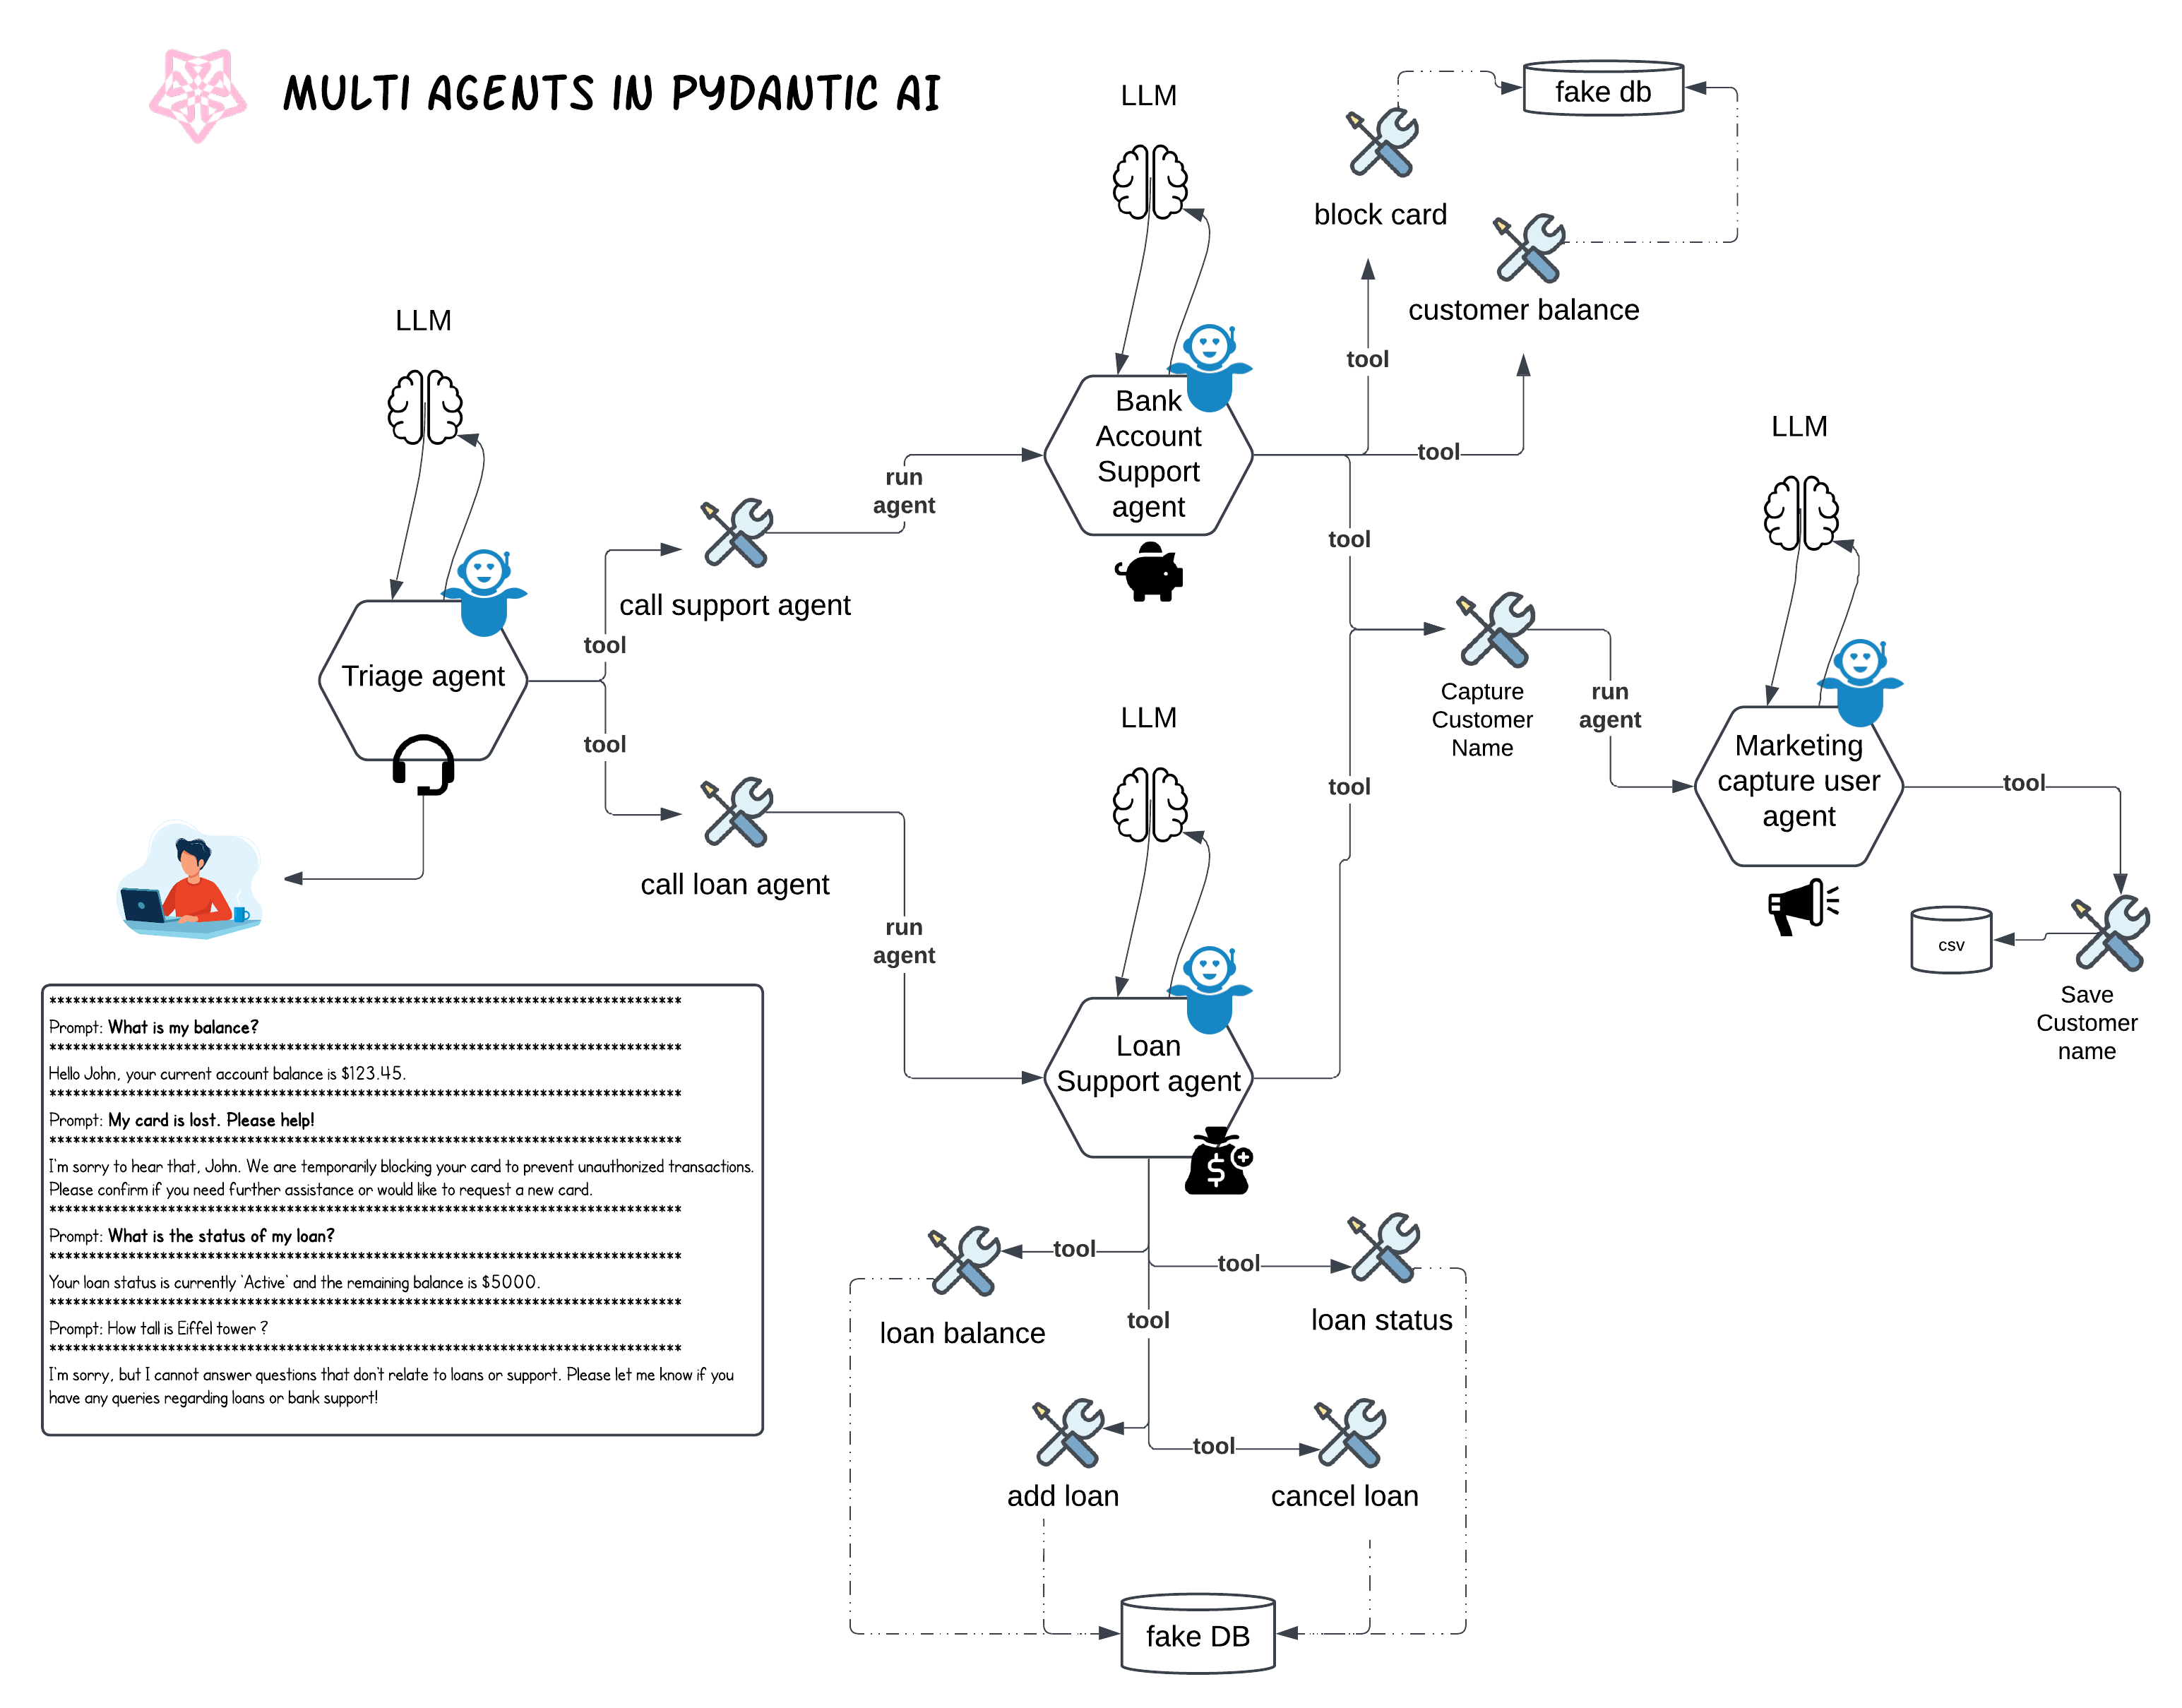 MULTI AGENTS IN PYDANTIC AI
LLM
fake db
block card
customer balance
LLM
tool
Bank
Account
Support
agent
tool
LLM
run
agent
tool
call support agent
tool
Triage agent
Capture
Customer
Name
run
agent
LLM
tool
tool
Marketing
capture user
agent
tool
call loan agent
run
agent
csv
Save
Customer
name
Loan
Support agent
********************************************************************************
Prompt: What is my balance?
********************************************************************************
Hello John, your current account balance is $123.45.
********************************************************************************
Prompt: My card is lost. Please help!
********************************************************************************
I'm sorry to hear that, John. We are temporarily blocking your card to prevent unauthorized transactions.
Please confirm if you need further assistance or would like to request a new card.
********************************************************************************
Prompt: What is the status of my loan?
********************************************************************************
Your loan status is currently 'Active' and the remaining balance is $5000.
********************************************************************************
Prompt: How tall is Eiffel tower ?
********************************************************************************
I'm sorry, but I cannot answer questions that don't relate to loans or support. Please let me know if you
have any queries regarding loans or bank support!
$
tool
tool
loan balance
tool
loan status
tool
add loan
cancel loan
fake DB